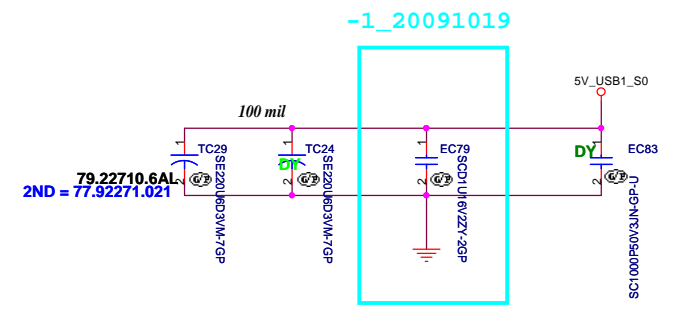 -1_20091019
5V_USB1_S0
100 mil
1
TC29
SE220U6D3VM-7GP
2
G/P
79.22710.6AL
2ND = 77.92271.021
1
TC24
SE220U6D3VM-7GP
DY
2
G/P
1
EC79
SCD1U16V2ZY-2GP
2
G/P
1
EC83
DY
2
G/P
SC1000P50V3JN-GP-U